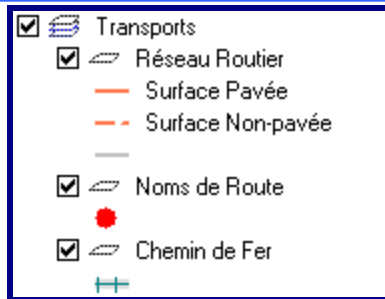 Transports
Réseau Routier
Surface Pavée
Surface Non-pavée
Noms de Route
Chemin de Fer